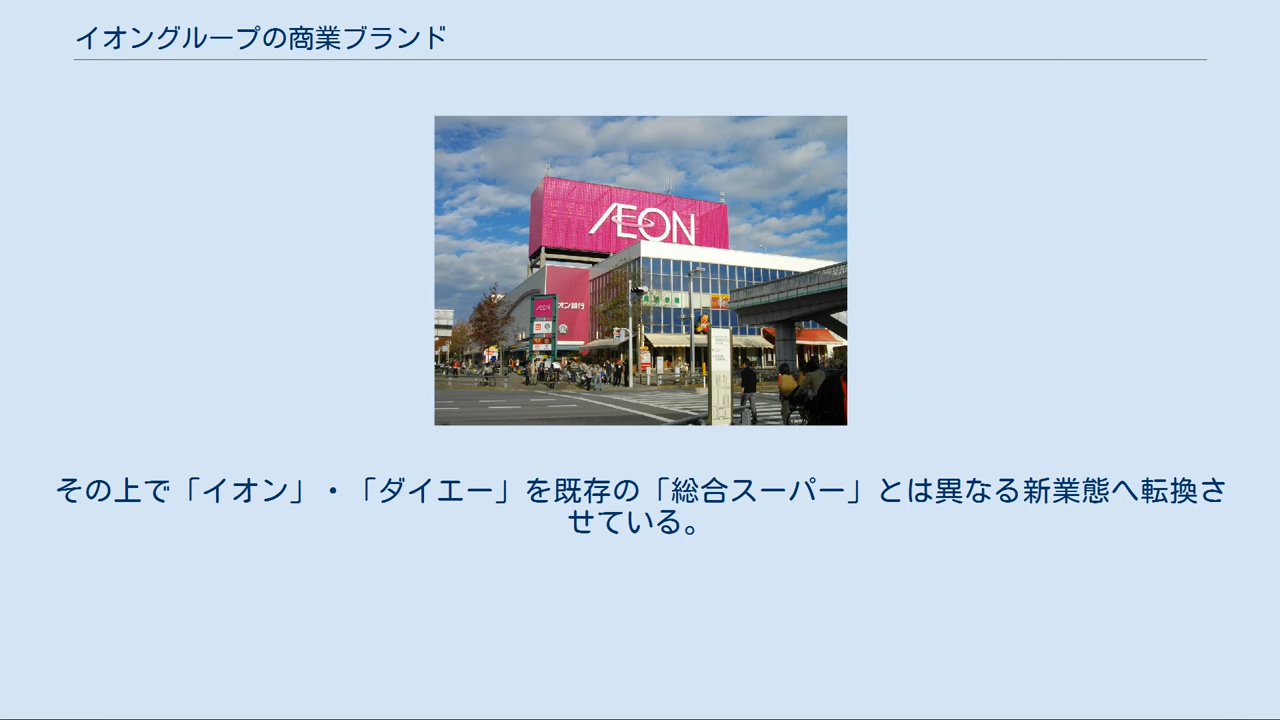 イオングループの商業ブランド
ÆON
オン銀行
ÆON
その上で「イオン」・「ダイエー」を既存の「総合スーパー」とは異なる新業態へ転換さ
せている。